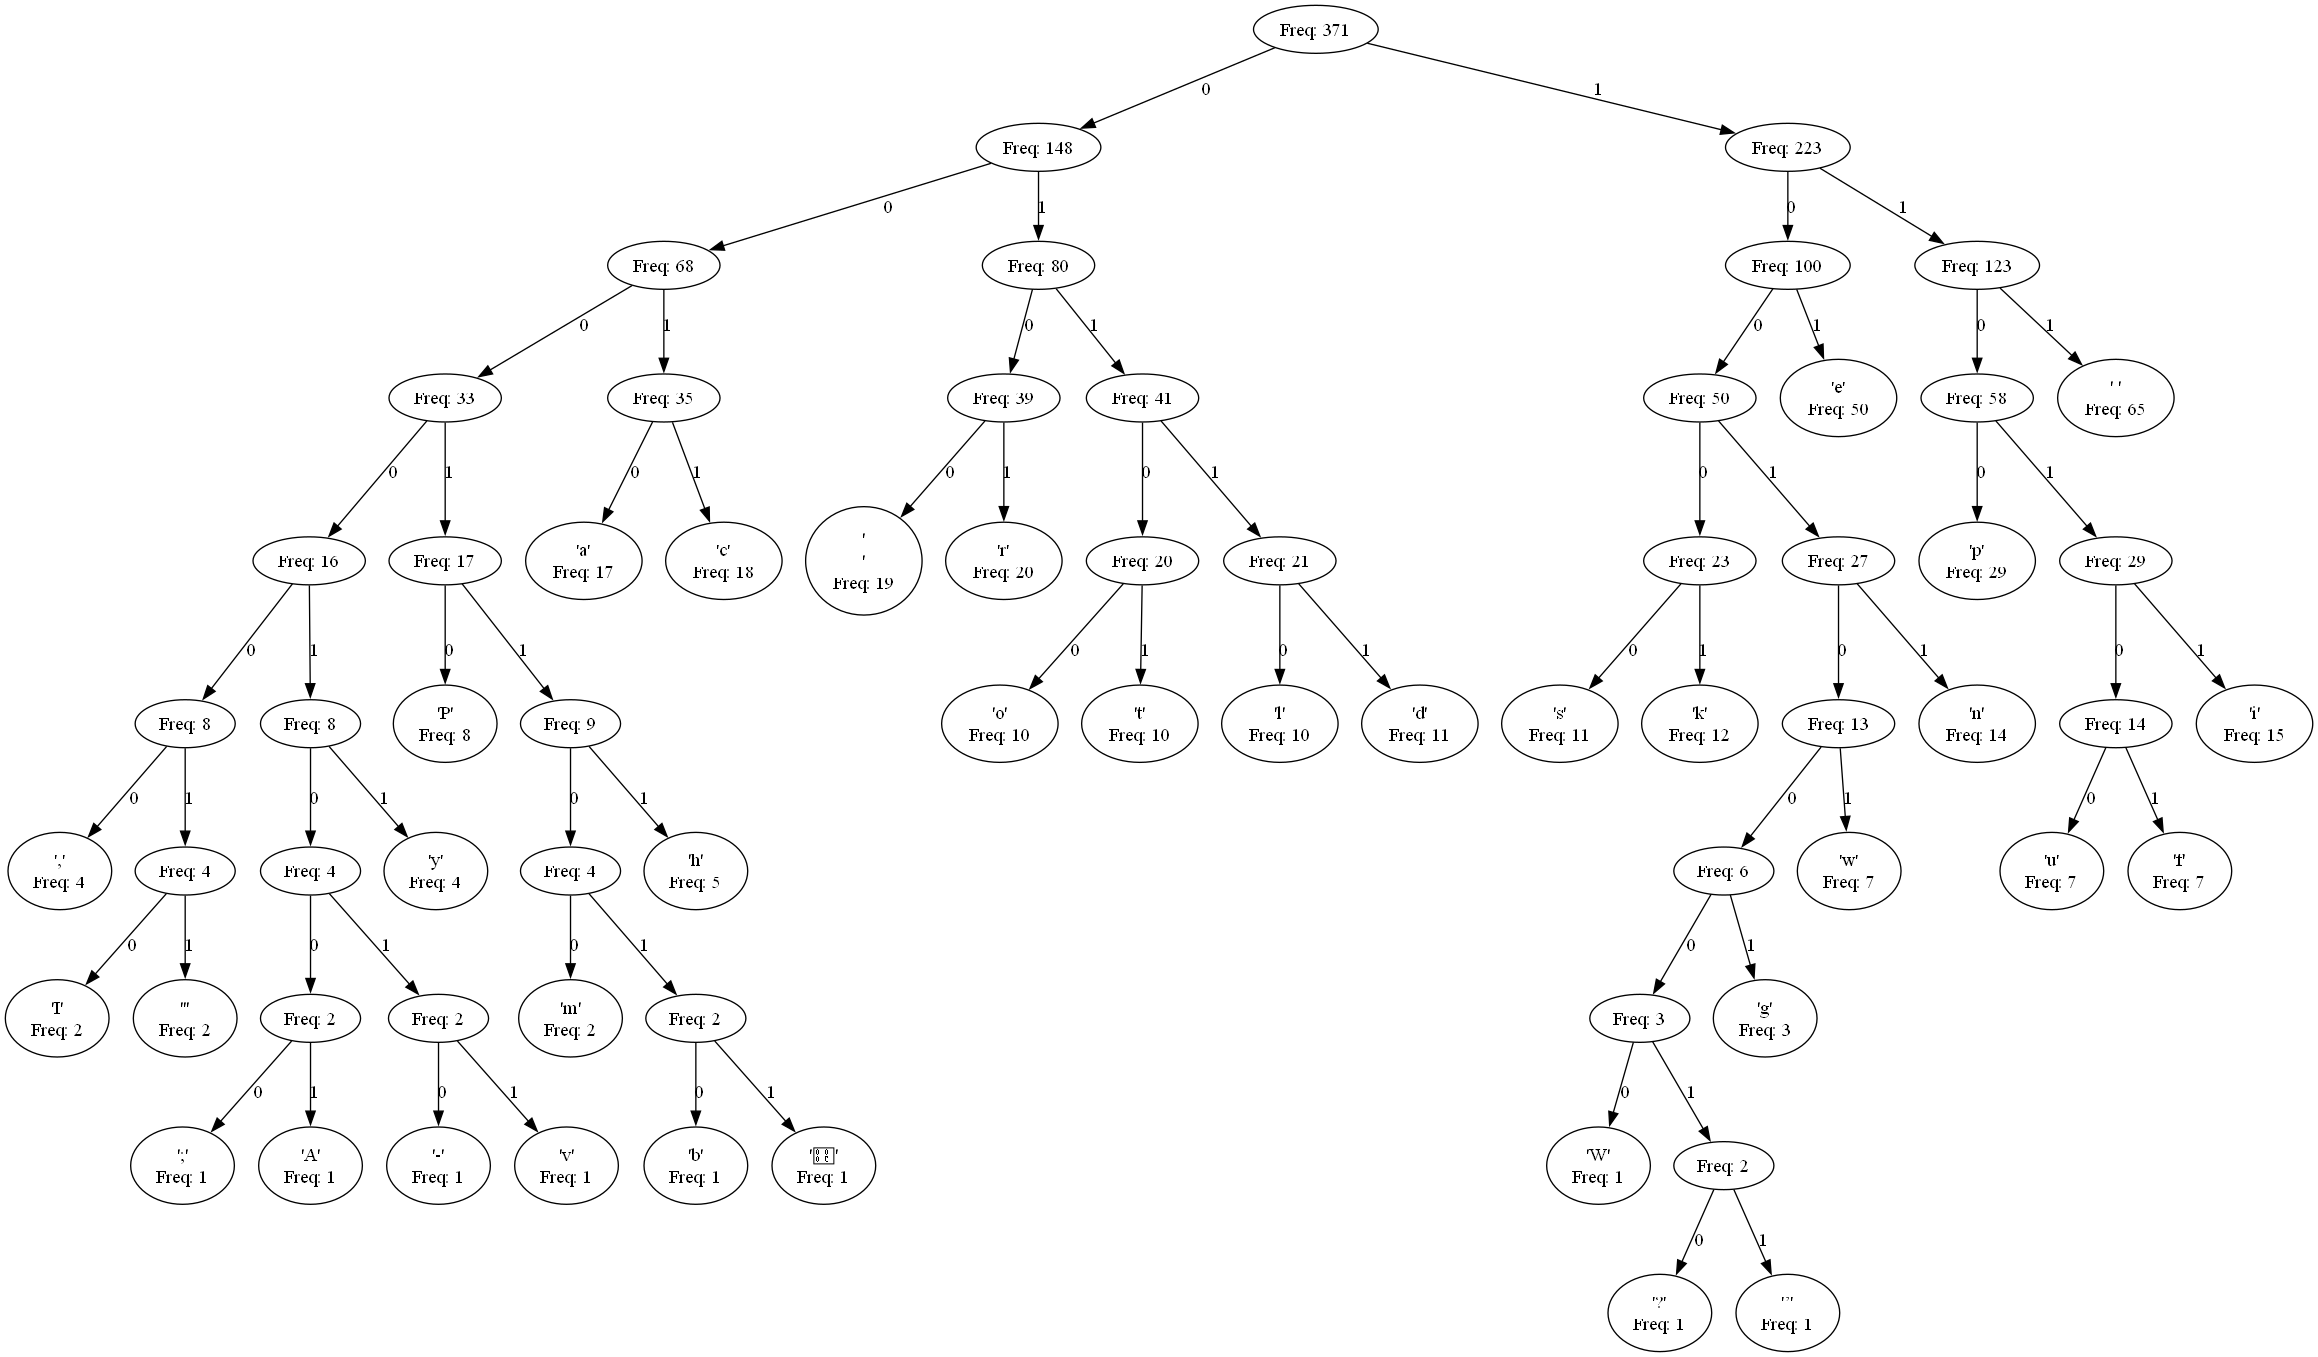 Freq: 371
0
1
Freq: 148
Freq: 223
0
1
0
1
Freq: 68
Freq: 80
Freq: 100
Freq: 123
0
1
0
1
0
1
0
1
Freq: 33
Freq: 35
Freq: 39
Freq: 41
Freq: 50
'e'
Freq: 50
Freq: 58
' '
Freq: 65
0
1
0
1
0
1
0
1
0
1
0
1
Freq: 16
Freq: 17
'a'
Freq: 17
'c'
Freq: 18
'
'
Freq: 19
'r'
Freq: 20
Freq: 20
Freq: 21
Freq: 23
Freq: 27
'p'
Freq: 29
Freq: 29
0
1
0
1
0
1
0
1
0
1
0
1
0
1
Freq: 8
Freq: 8
'P'
Freq: 8
Freq: 9
'o'
Freq: 10
't'
Freq: 10
'l'
Freq: 10
'd'
Freq: 11
's'
Freq: 11
'k'
Freq: 12
Freq: 13
'n'
Freq: 14
Freq: 14
'i'
Freq: 15
0
1
0
1
0
1
0
1
0
1
','
Freq: 4
Freq: 4
Freq: 4
'y'
Freq: 4
Freq: 4
'h'
Freq: 5
Freq: 6
'w'
Freq: 7
'u'
Freq: 7
'f'
Freq: 7
0
1
0
1
0
1
0
1
Freq: 2
'''
Freq: 2
Freq: 2
Freq: 2
'm'
Freq: 2
Freq: 2
Freq: 3
'g'
Freq: 3
0
1
0
1
0
1
0
1
';'
Freq: 1
'A'
Freq: 1
'-'
Freq: 1
'v'
Freq: 1
'b'
Freq: 1
Freq: 1
'W'
Freq: 1
Freq: 2
0
1
'?'
Freq: 1
Freq: 1